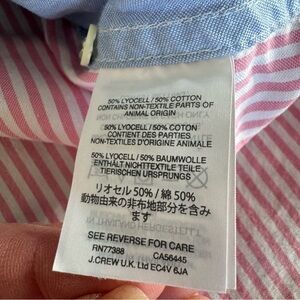 50% LYOCELL / 50% COTTON
CONTAINS NON-TEXTILE PARTS OF
ANIMAL ORIGIN
50% LYOCELL / 50% COTON
CONTIENT DES PARTIES
NON-TEXTILES D'ORIGINE ANIMALE
50% LYOCELL / 50% BAUMWOLLE
ENTHÄLT NICHTTEXTILE TEILE
TIERISCHEN URSPRUNGS
リオセル 50% / 綿 50%
動物由来の非布地部分を含み
ます
SEE REVERSE FOR CARE
RN77388 CA56445
J.CREW U.K. Ltd EC4V 6JA